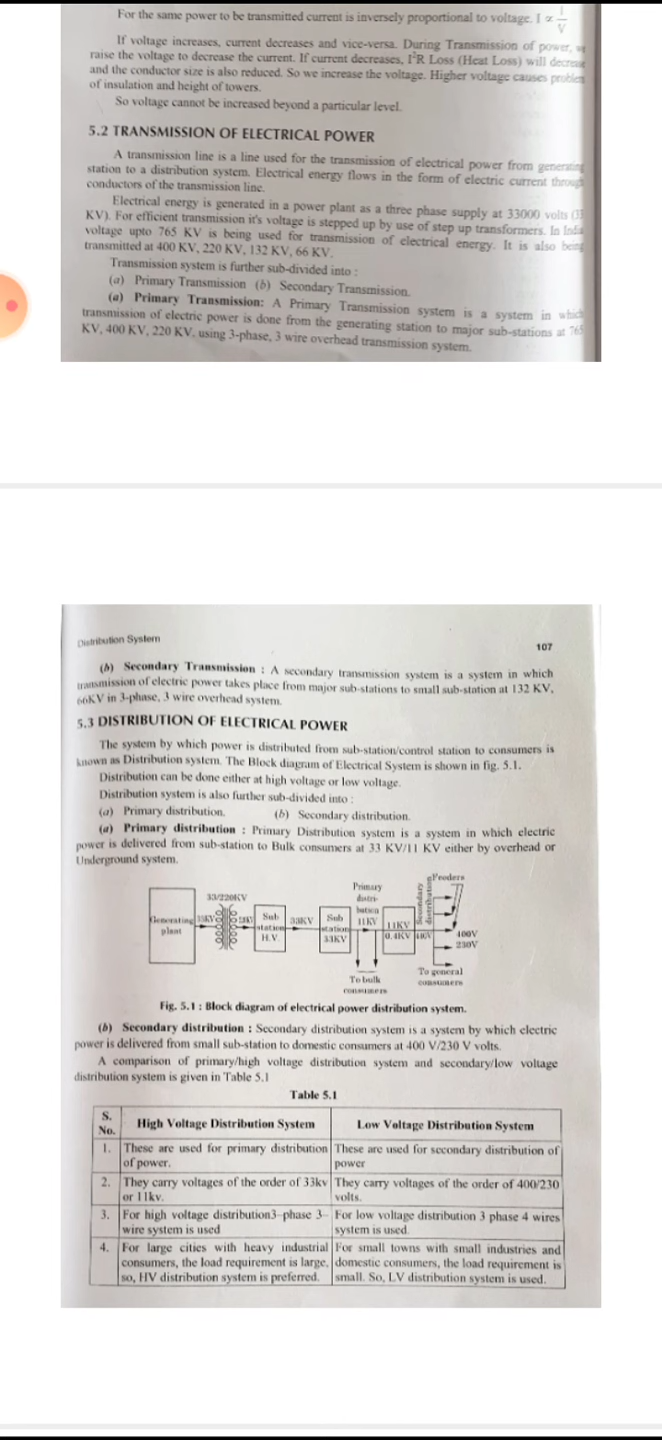 For the same power to be transmitted current is inversely proportional to voltage. I ∝ 1/V
If voltage increases, current decreases and vice-versa. During Transmission of power, we
raise the voltage to decrease the current. If current decreases, I²R Loss (Heat Loss) will decrease
and the conductor size is also reduced. So we increase the voltage. Higher voltage causes problem
of insulation and height of towers.
So voltage cannot be increased beyond a particular level.
5.2 TRANSMISSION OF ELECTRICAL POWER
A transmission line is a line used for the transmission of electrical power from generating
station to a distribution system. Electrical energy flows in the form of electric current through
conductors of the transmission line.
Electrical energy is generated in a power plant as a three phase supply at 33000 volts (33
KV). For efficient transmission it's voltage is stepped up by use of step up transformers. In India
voltage upto 765 KV is being used for transmission of electrical energy. It is also being
transmitted at 400 KV, 220 KV, 132 KV, 66 KV.
Transmission system is further sub-divided into :
(a) Primary Transmission (b) Secondary Transmission.
(a) Primary Transmission: A Primary Transmission system is a system in which
transmission of electric power is done from the generating station to major sub-stations at 765
KV, 400 KV, 220 KV. using 3-phase, 3 wire overhead transmission system.
Distribution System
107
(b) Secondary Transmission : A secondary transmission system is a system in which
transmission of electric power takes place from major sub-stations to small sub-station at 132 KV,
66KV in 3-phase, 3 wire overhead system.
5.3 DISTRIBUTION OF ELECTRICAL POWER
The system by which power is distributed from sub-station/control station to consumers is
known as Distribution system. The Block diagram of Electrical System is shown in fig. 5.1.
Distribution can be done either at high voltage or low voltage.
Distribution system is also further sub-divided into :
(a) Primary distribution. (b) Secondary distribution.
(a) Primary distribution : Primary Distribution system is a system in which electric
power is delivered from sub-station to Bulk consumers at 33 KV/11 KV either by overhead or
Underground system.
Generating
plant
33KV
33/220KV
Sub
station
H.V.
33KV
Sub
station
33KV
Primary
distri-
bution
11KV
To bulk
consumers
11KV
0.4KV
Secondary
distribution
Feeders
400V
230V
To general
consumers
Fig. 5.1 : Block diagram of electrical power distribution system.
(b) Secondary distribution : Secondary distribution system is a system by which electric
power is delivered from small sub-station to domestic consumers at 400 V/230 V volts.
A comparison of primary/high voltage distribution system and secondary/low voltage
distribution system is given in Table 5.1
Table 5.1
S.
No.
High Voltage Distribution System
Low Voltage Distribution System
1.
These are used for primary distribution
of power.
These are used for secondary distribution of
power
2.
They carry voltages of the order of 33kv
or 11kv.
They carry voltages of the order of 400/230
volts.
3.
For high voltage distribution3-phase 3-
wire system is used
For low voltage distribution 3 phase 4 wires
system is used.
4.
For large cities with heavy industrial
consumers, the load requirement is large,
so, HV distribution system is preferred.
For small towns with small industries and
domestic consumers, the load requirement is
small. So, LV distribution system is used.